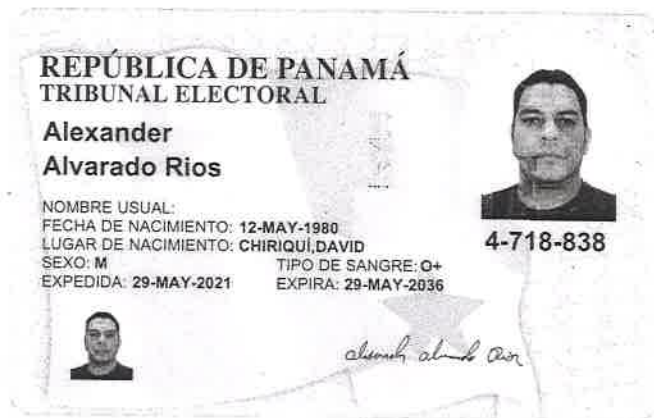 REPÚBLICA DE PANAMÁ
TRIBUNAL ELECTORAL
Alexander
Alvarado Rios
NOMBRE USUAL:
FECHA DE NACIMIENTO: 12-MAY-1980
LUGAR DE NACIMIENTO: CHIRIQUÍ,DAVID
SEXO: M TIPO DE SANGRE: O+
EXPEDIDA: 29-MAY-2021 EXPIRA: 29-MAY-2036
4-718-838